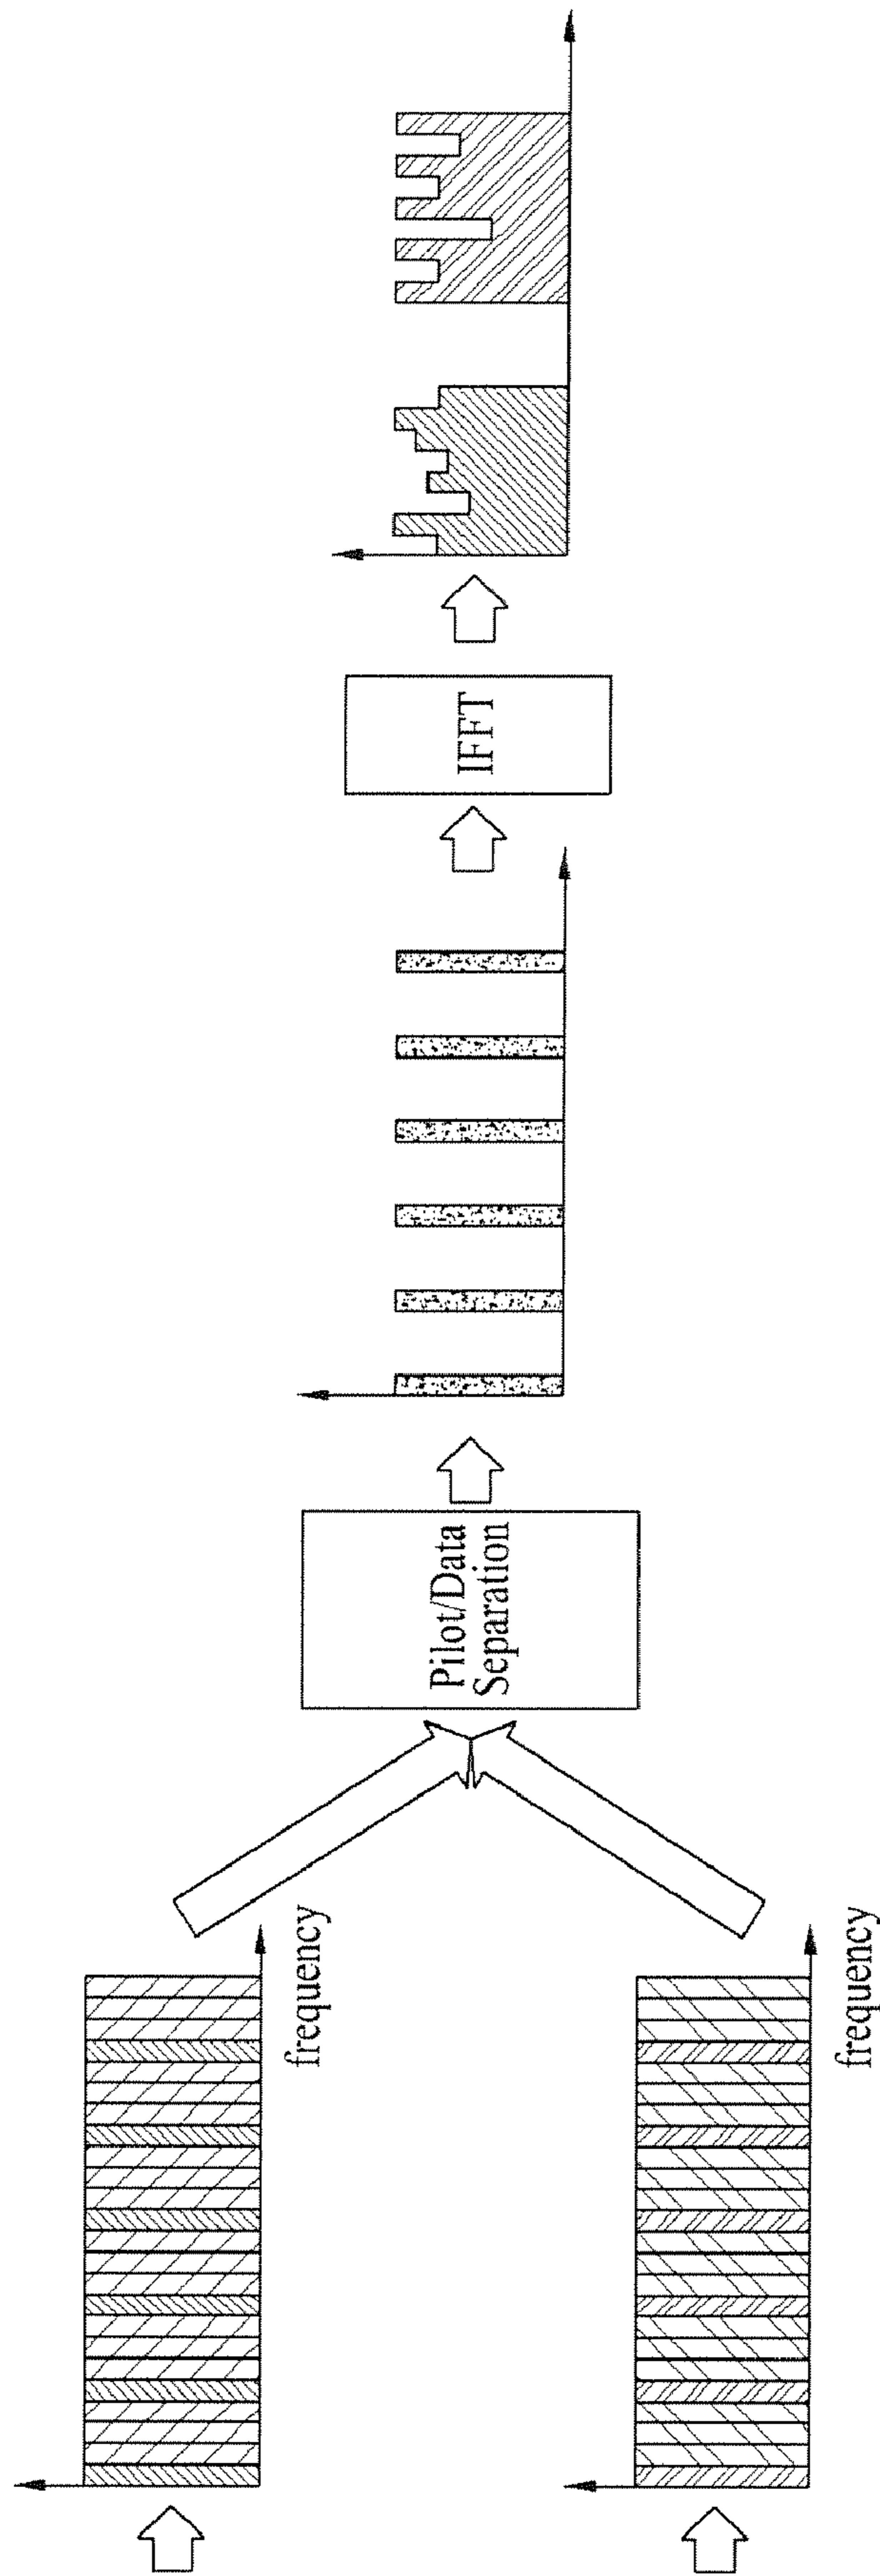 frequency
frequency
Pilot/Data
Separation
IFFT